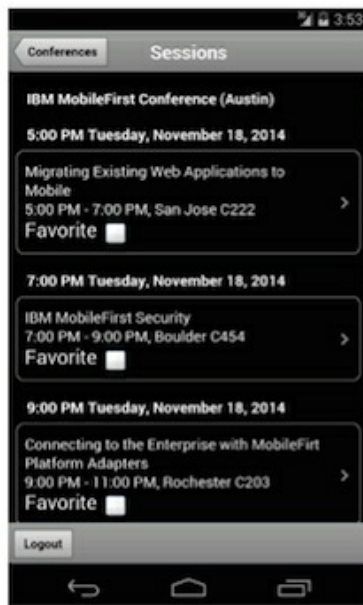 3:53
Conferences
Sessions
IBM MobileFirst Conference (Austin)
5:00 PM Tuesday, November 18, 2014
Migrating Existing Web Applications to
Mobile
5:00 PM - 7:00 PM, San Jose C222
Favorite
7:00 PM Tuesday, November 18, 2014
IBM MobileFirst Security
7:00 PM - 9:00 PM, Boulder C454
Favorite
9:00 PM Tuesday, November 18, 2014
Connecting to the Enterprise with MobileFirt
Platform Adapters
9:00 PM - 11:00 PM, Rochester C203
Favorite
Logout